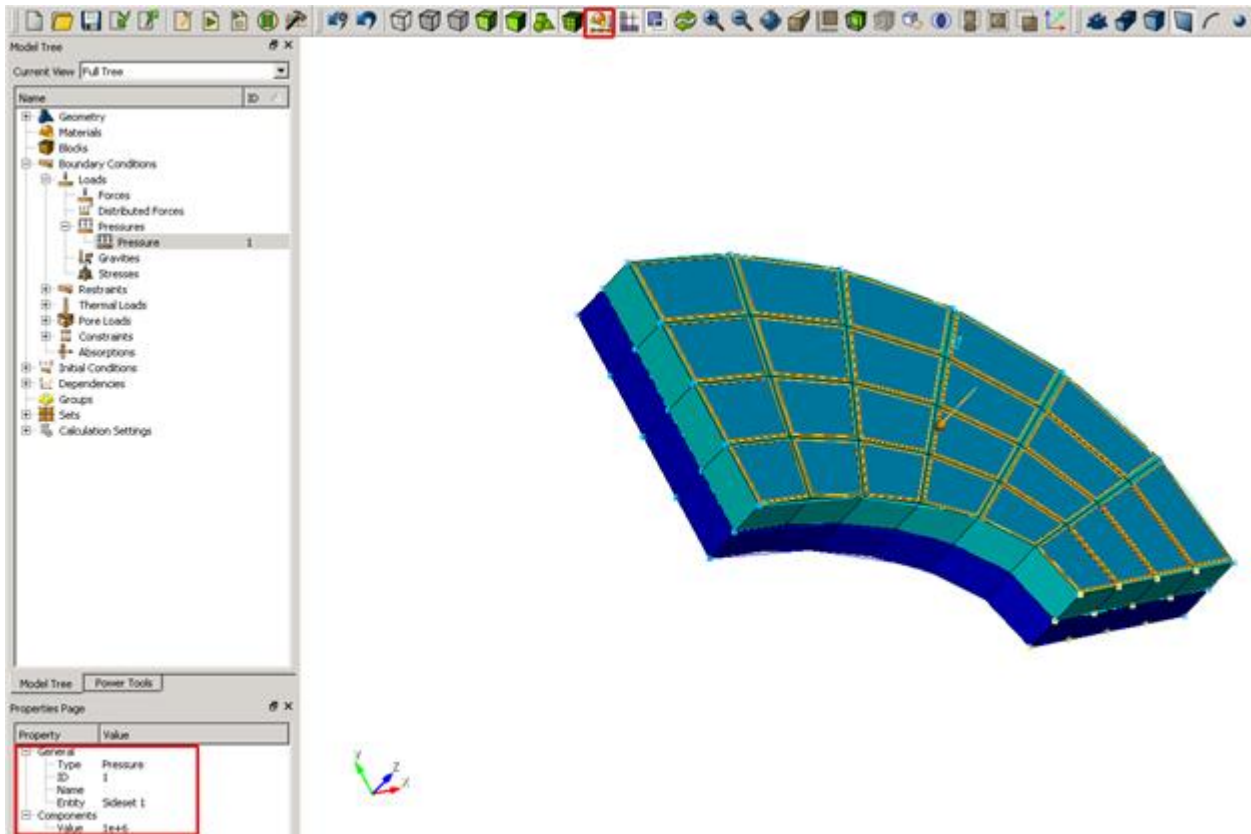 Model Tree
Current View Full Tree
Name ID
Geometry
Materials
Blocks
Boundary Conditions
Loads
Forces
Distributed Forces
Pressures
Pressure 1
Gravities
Stresses
Restraints
Thermal Loads
Pore Loads
Constraints
Absorptions
Initial Conditions
Dependencies
Groups
Sets
Calculation Settings
Model Tree Power Tools
Properties Page
Property Value
General
Type Pressure
ID 1
Name
Entity Sideset 1
Components
Value 1e+6
Y
Z
X